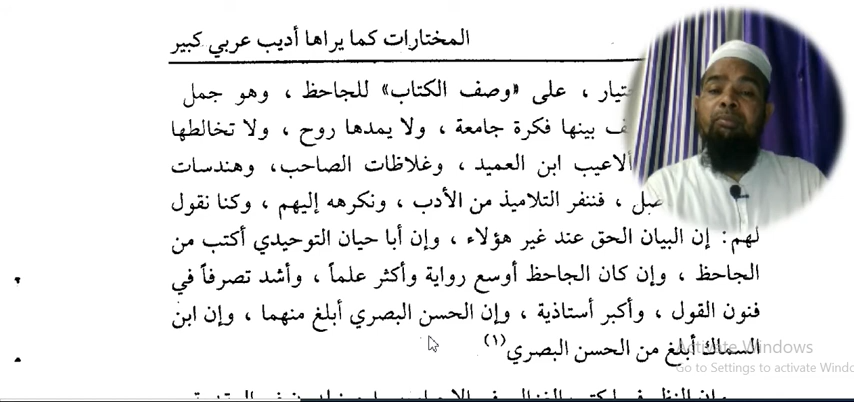 المختارات كما يراها أديب عربي كبير
على «وصف الكتاب» للجاحظ ، وهو جمل
بينها فكرة جامعة ، ولا يمدها روح ، ولا تخالطها
ابن العميد ، وغلاظات الصاحب، وهندسات
، فننفر التلاميذ من الأدب ، ونكرهه إليهم ، وكنا نقول
لهم: إن البيان الحق عند غير هؤلاء ، وإن أبا حيان التوحيدي أكتب من
الجاحظ ، وإن كان الجاحظ أوسع رواية وأكثر علماً ، وأشد تصرفاً في
فنون القول ، وأكبر أستاذية ، وإن الحسن البصري أبلغ منهما ، وإن ابن
السماك أبلغ من الحسن البصري (١)
Activate Windows
Go to Settings to activate Windo